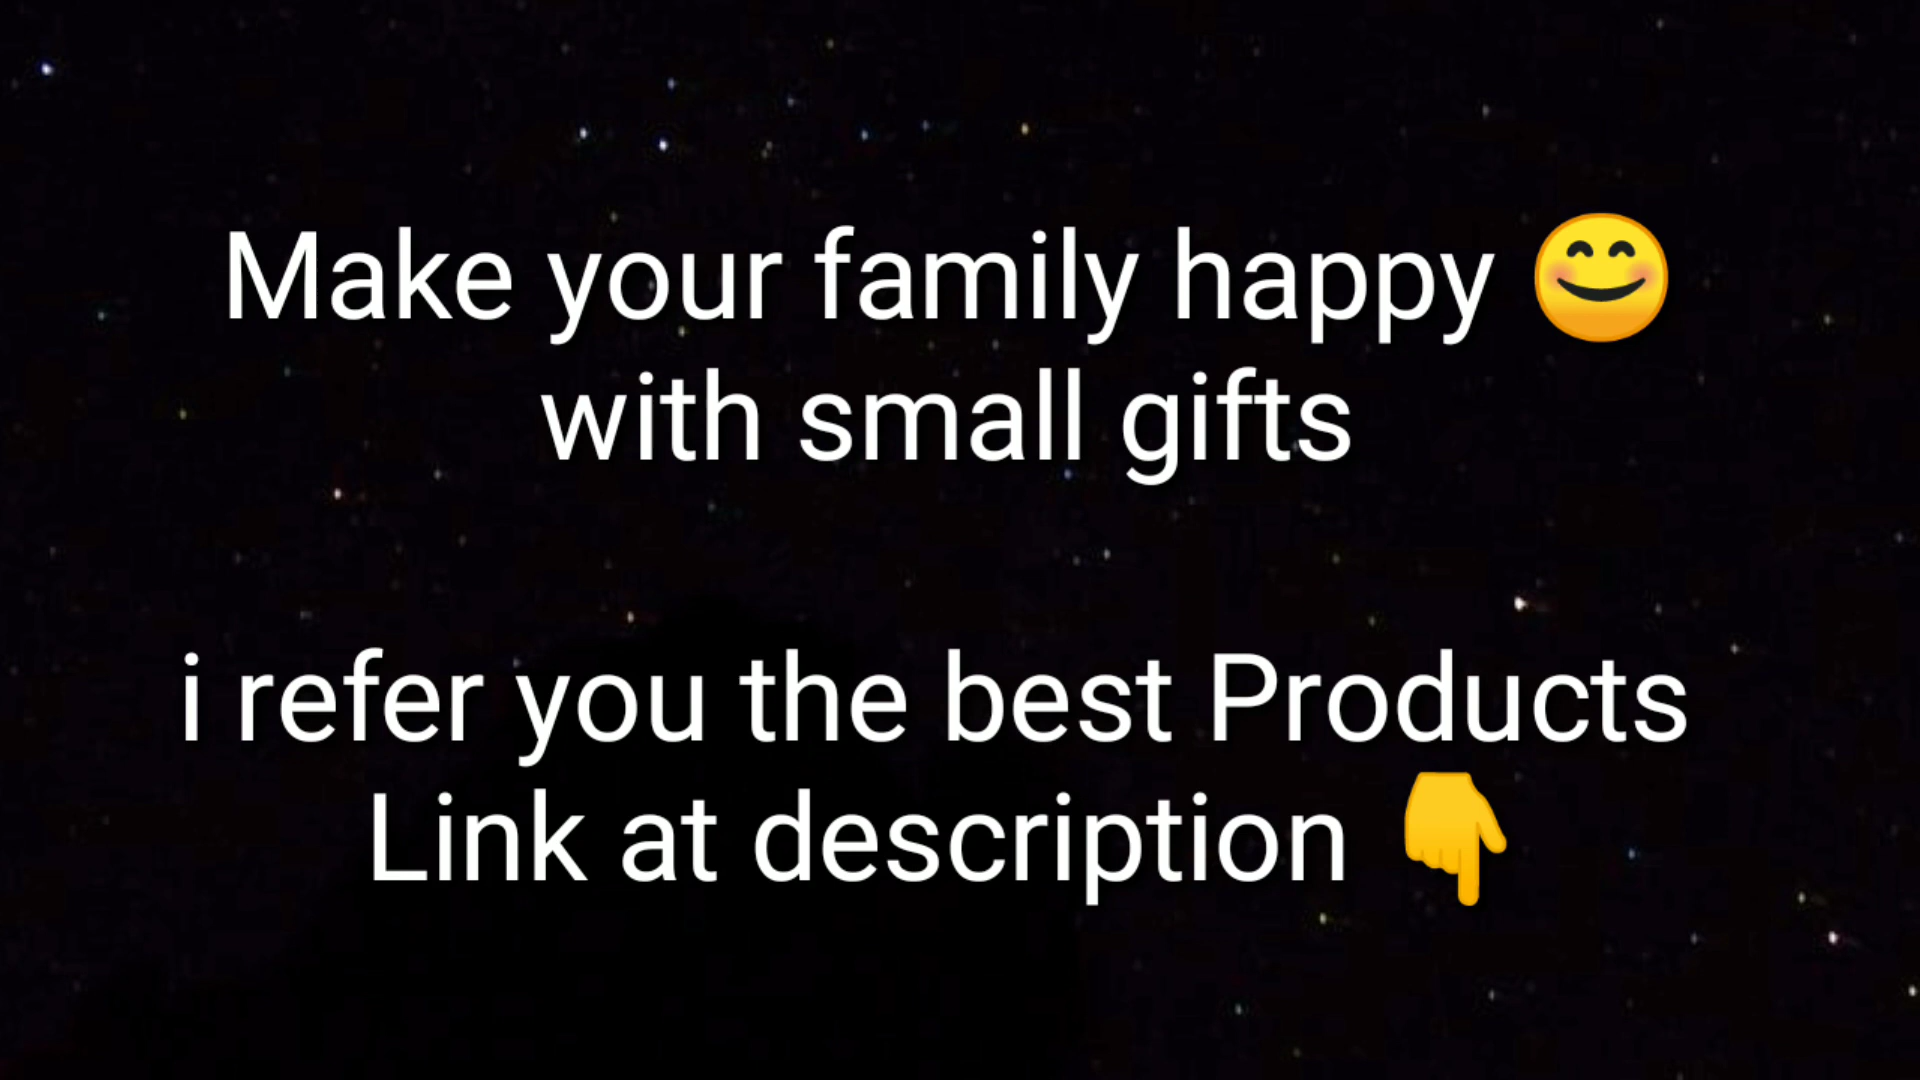 Make your family happy 😊
with small gifts
i refer you the best Products
Link at description 👇